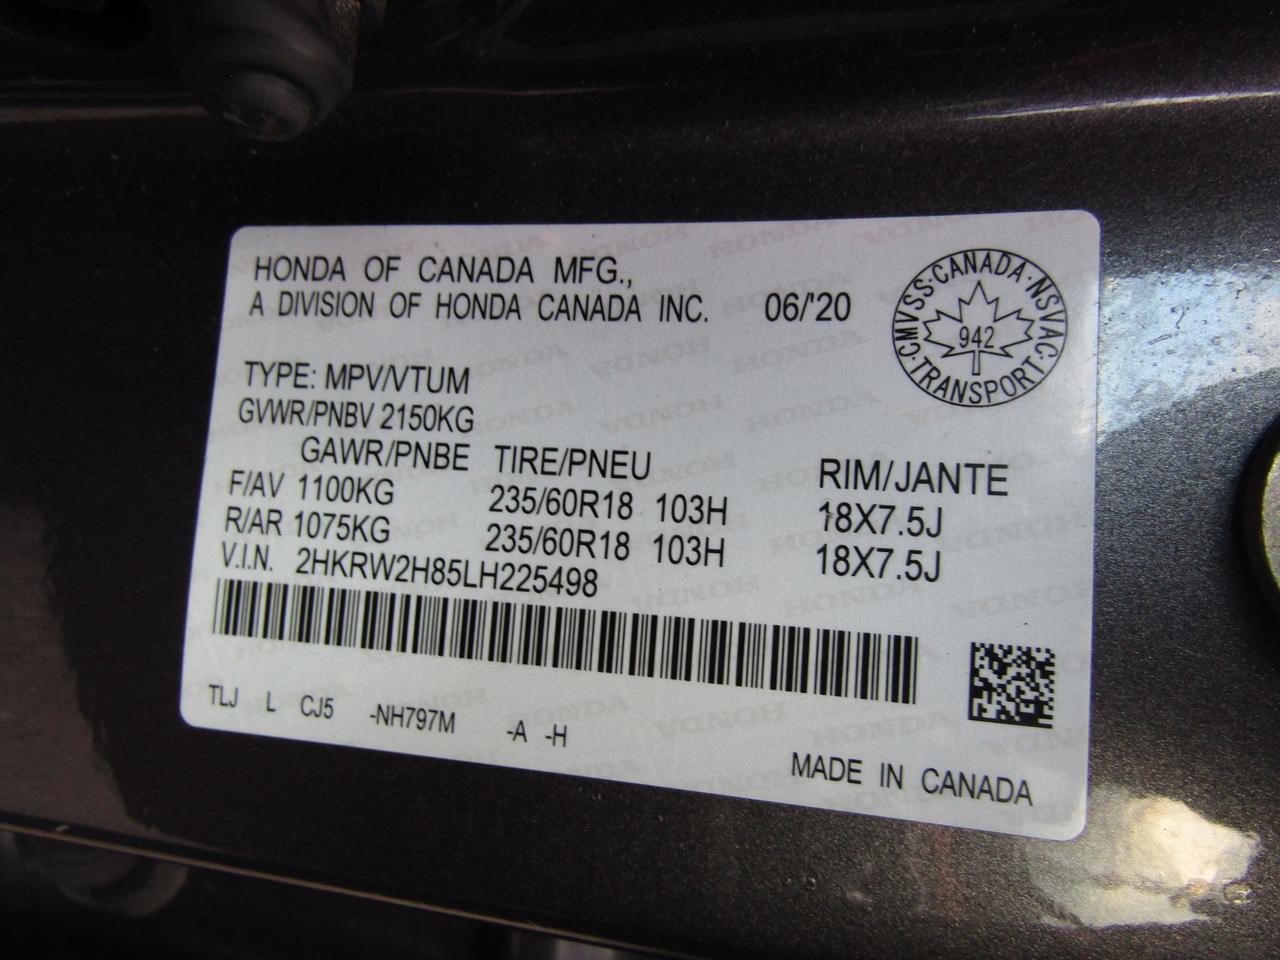 HONDA OF CANADA MFG.,
A DIVISION OF HONDA CANADA INC. 06/'20
CMVSS·CANADA·NSVAC·TRANSPORT·
942
TYPE: MPV/VTUM
GVWR/PNBV 2150KG
GAWR/PNBE TIRE/PNEU RIM/JANTE
F/AV 1100KG 235/60R18 103H 18X7.5J
R/AR 1075KG 235/60R18 103H 18X7.5J
V.I.N. 2HKRW2H85LH225498
TLJ L CJ5 -NH797M -A -H
MADE IN CANADA